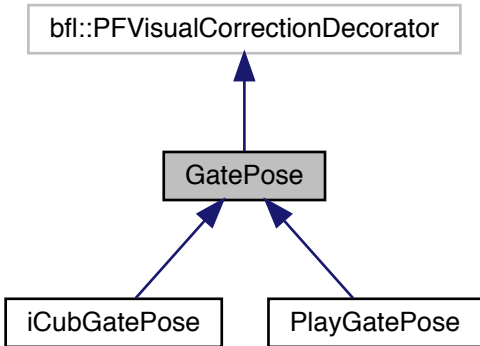 bfl::PFVisualCorrectionDecorator
GatePose
iCubGatePose
PlayGatePose